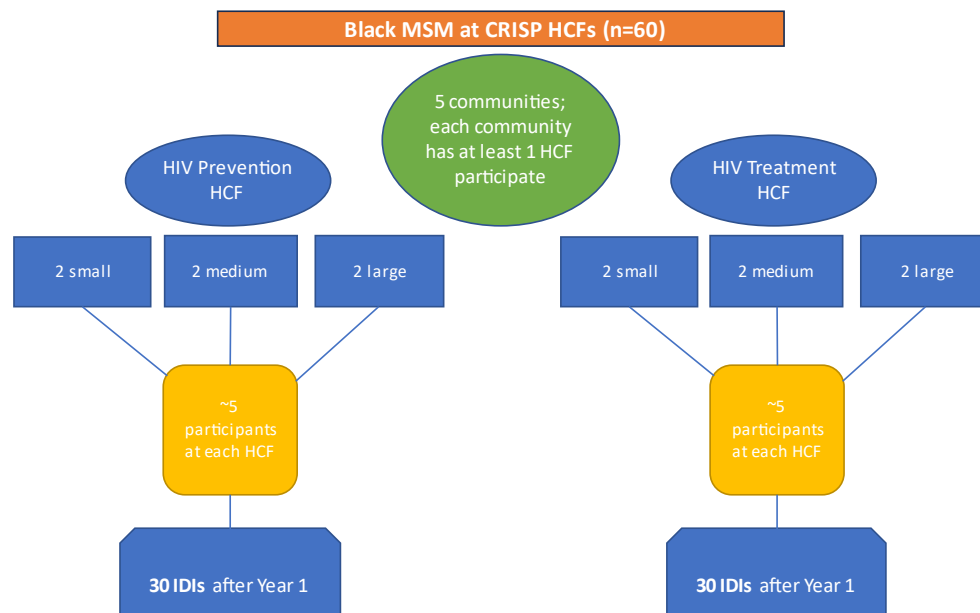 Black MSM at CRISP HCFs (n=60)
5 communities;
each community
has at least 1 HCF
participate
HIV Prevention
HCF
HIV Treatment
HCF
2 small
2 medium
2 large
2 small
2 medium
2 large
~5
participants
at each HCF
~5
participants
at each HCF
30 IDIs after Year 1
30 IDIs after Year 1